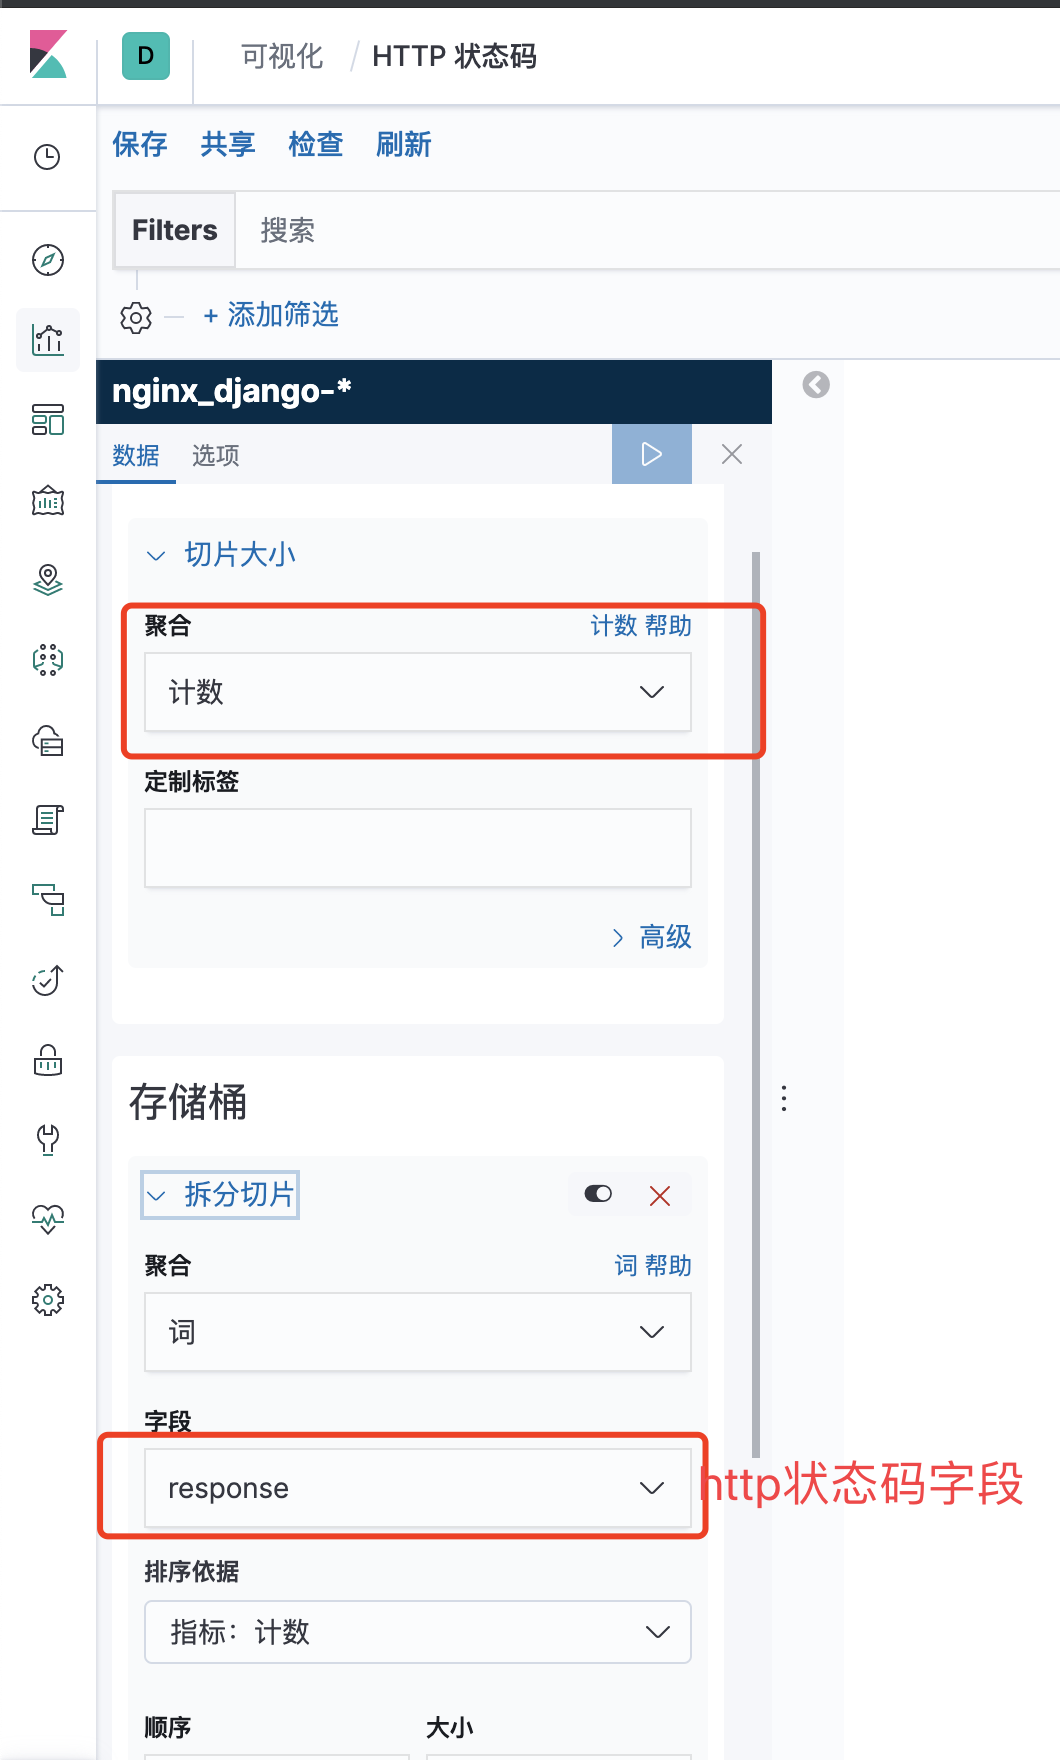 D
可视化 / HTTP 状态码
保存 共享 检查 刷新
Filters 搜索
+ 添加筛选
nginx_django-*
数据 选项
切片大小
聚合 计数 帮助
计数
定制标签
高级
存储桶
拆分切片
聚合 词 帮助
词
字段
response
http状态码字段
排序依据
指标：计数
顺序 大小